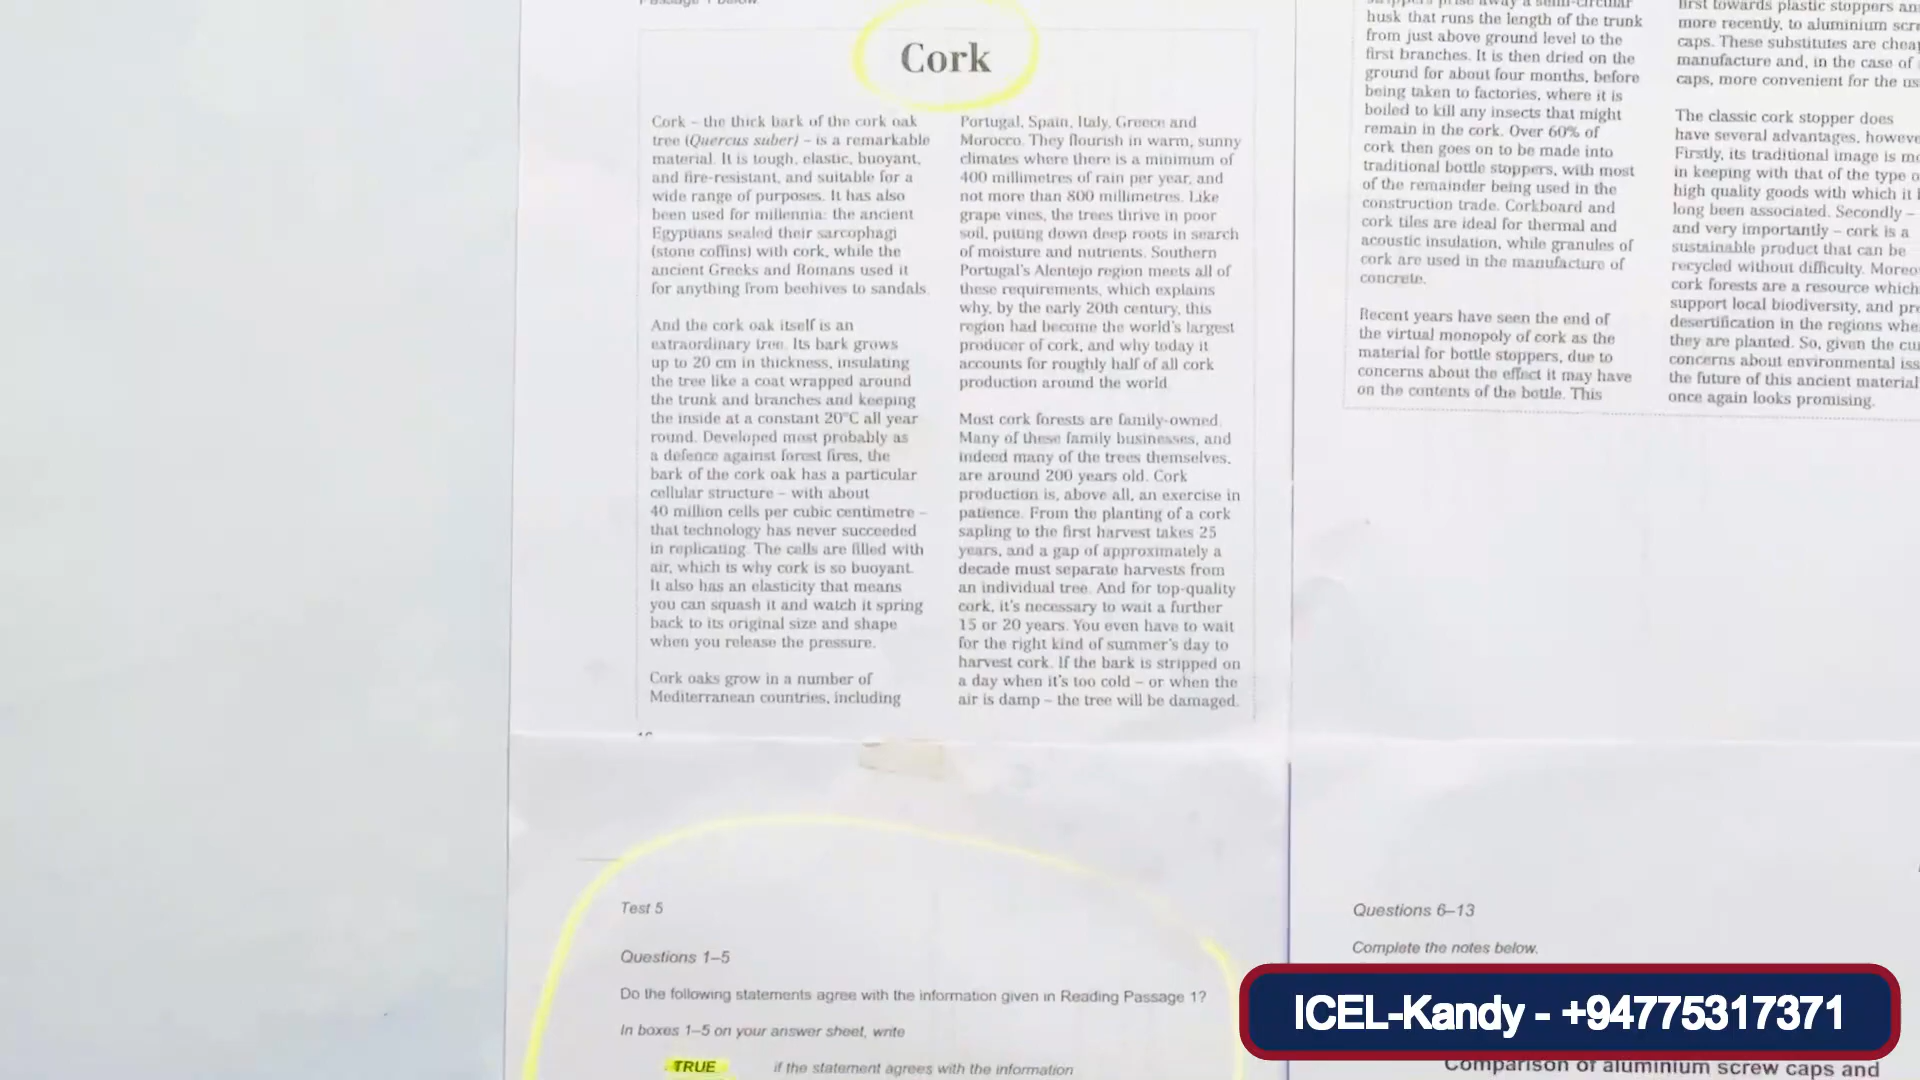 Cork
Cork – the thick bark of the cork oak
tree (Quercus suber) – is a remarkable
material. It is tough, elastic, buoyant,
and fire-resistant, and suitable for a
wide range of purposes. It has also
been used for millennia: the ancient
Egyptians sealed their sarcophagi
(stone coffins) with cork, while the
ancient Greeks and Romans used it
for anything from beehives to sandals.
And the cork oak itself is an
extraordinary tree. Its bark grows
up to 20 cm in thickness, insulating
the tree like a coat wrapped around
the trunk and branches and keeping
the inside at a constant 20°C all year
round. Developed most probably as
a defence against forest fires, the
bark of the cork oak has a particular
cellular structure – with about
40 million cells per cubic centimetre –
that technology has never succeeded
in replicating. The cells are filled with
air, which is why cork is so buoyant.
It also has an elasticity that means
you can squash it and watch it spring
back to its original size and shape
when you release the pressure.
Cork oaks grow in a number of
Mediterranean countries, including
Portugal, Spain, Italy, Greece and
Morocco. They flourish in warm, sunny
climates where there is a minimum of
400 millimetres of rain per year, and
not more than 800 millimetres. Like
grape vines, the trees thrive in poor
soil, putting down deep roots in search
of moisture and nutrients. Southern
Portugal's Alentejo region meets all of
these requirements, which explains
why, by the early 20th century, this
region had become the world's largest
producer of cork, and why today it
accounts for roughly half of all cork
production around the world.
Most cork forests are family-owned.
Many of these family businesses, and
indeed many of the trees themselves,
are around 200 years old. Cork
production is, above all, an exercise in
patience. From the planting of a cork
sapling to the first harvest takes 25
years, and a gap of approximately a
decade must separate harvests from
an individual tree. And for top-quality
cork, it's necessary to wait a further
15 or 20 years. You even have to wait
for the right kind of summer's day to
harvest cork. If the bark is stripped on
a day when it's too cold – or when the
air is damp – the tree will be damaged.
husk that runs the length of the trunk
from just above ground level to the
first branches. It is then dried on the
ground for about four months, before
being taken to factories, where it is
boiled to kill any insects that might
remain in the cork. Over 60% of
cork then goes on to be made into
traditional bottle stoppers, with most
of the remainder being used in the
construction trade. Corkboard and
cork tiles are ideal for thermal and
acoustic insulation, while granules of
cork are used in the manufacture of
concrete.
Recent years have seen the end of
the virtual monopoly of cork as the
material for bottle stoppers, due to
concerns about the effect it may have
on the contents of the bottle. This
first towards plastic stoppers an
more recently, to aluminium scre
caps. These substitutes are cheap
manufacture and, in the case of
caps, more convenient for the us
The classic cork stopper does
have several advantages, howeve
Firstly, its traditional image is mo
in keeping with that of the type o
high quality goods with which it
long been associated. Secondly –
and very importantly – cork is a
sustainable product that can be
recycled without difficulty. Moreo
cork forests are a resource which
support local biodiversity, and pre
desertification in the regions whe
they are planted. So, given the cu
concerns about environmental iss
the future of this ancient material
once again looks promising.
Test 5
Questions 1–5
Do the following statements agree with the information given in Reading Passage 1?
In boxes 1–5 on your answer sheet, write
TRUE if the statement agrees with the information
Questions 6–13
Complete the notes below.
Comparison of aluminium screw caps and
ICEL-Kandy - +94775317371